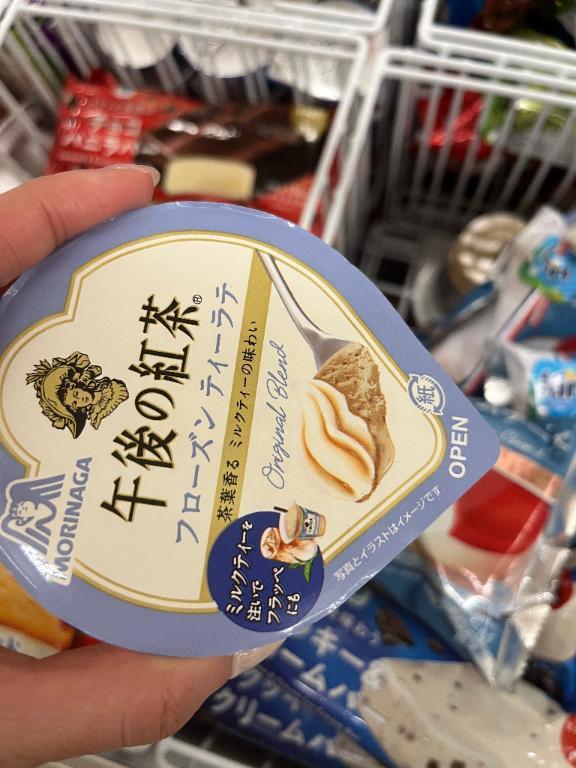 午後の紅茶®
フローズンティーラテ
茶葉香る ミルクティーの味わい
Original Blend
MORINAGA
ミルクティーを
注いで
フラッペ
にも
紙
OPEN
写真とイラストはイメージです